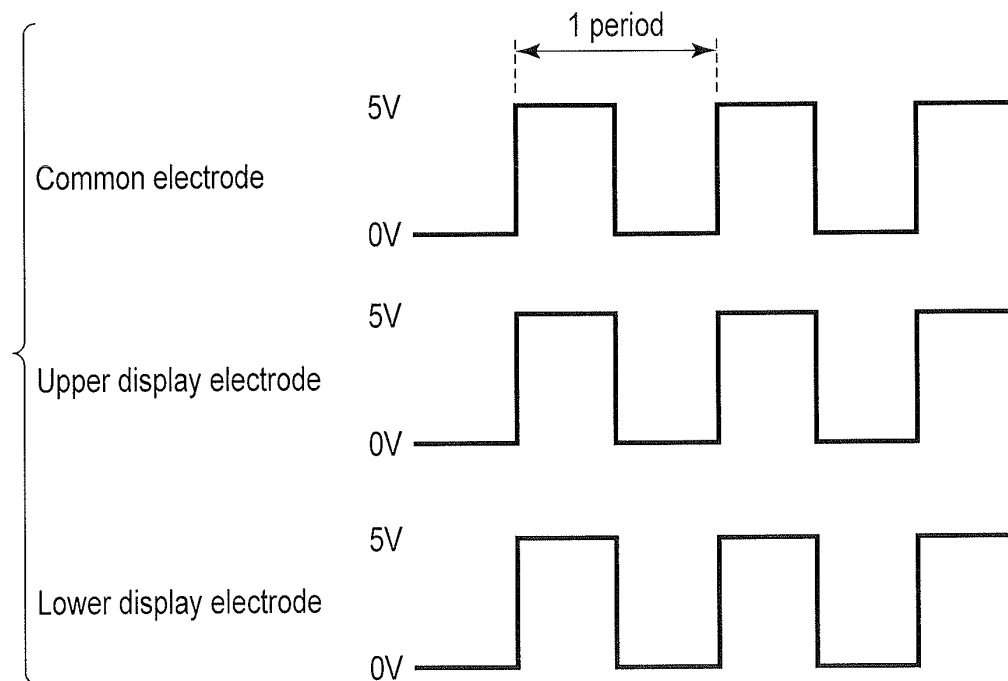 1 period
5V
Common electrode
0V
5V
Upper display electrode
0V
5V
Lower display electrode
0V